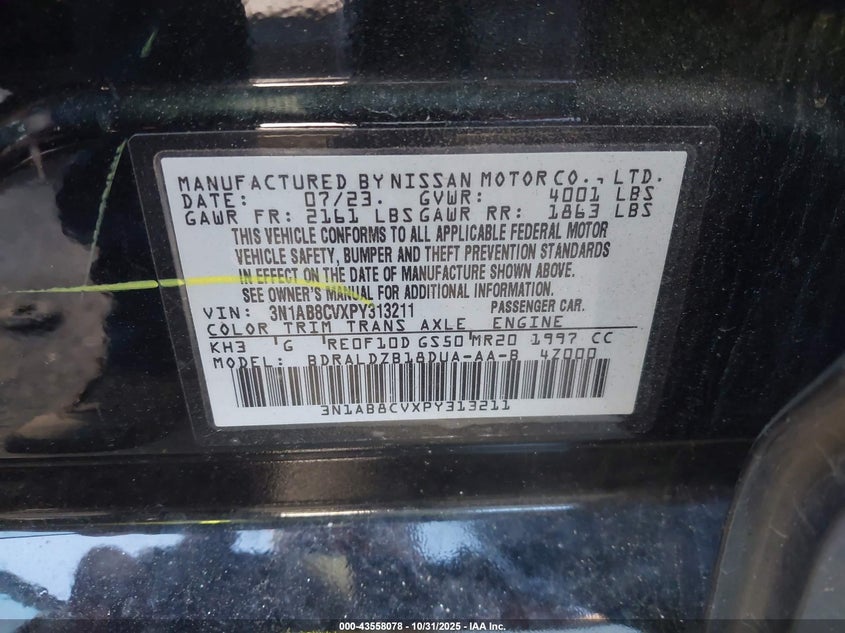 MANUFACTURED BY NISSAN MOTOR CO., LTD.
DATE: 07/23. GVWR: 4001 LBS
GAWR FR: 2161 LBS GAWR RR: 1863 LBS
THIS VEHICLE CONFORMS TO ALL APPLICABLE FEDERAL MOTOR
VEHICLE SAFETY, BUMPER AND THEFT PREVENTION STANDARDS
IN EFFECT ON THE DATE OF MANUFACTURE SHOWN ABOVE.
SEE OWNER'S MANUAL FOR ADDITIONAL INFORMATION.
VIN: 3N1AB8CVXPY313211 PASSENGER CAR.
COLOR TRIM TRANS AXLE ENGINE
KH3 G RE0F10D GS50 MR20 1997 CC
MODEL: BDRALDZB18DUA-AA-B 4Z000
3N1AB8CVXPY313211
000-43558078 - 10/31/2025 - IAA Inc.